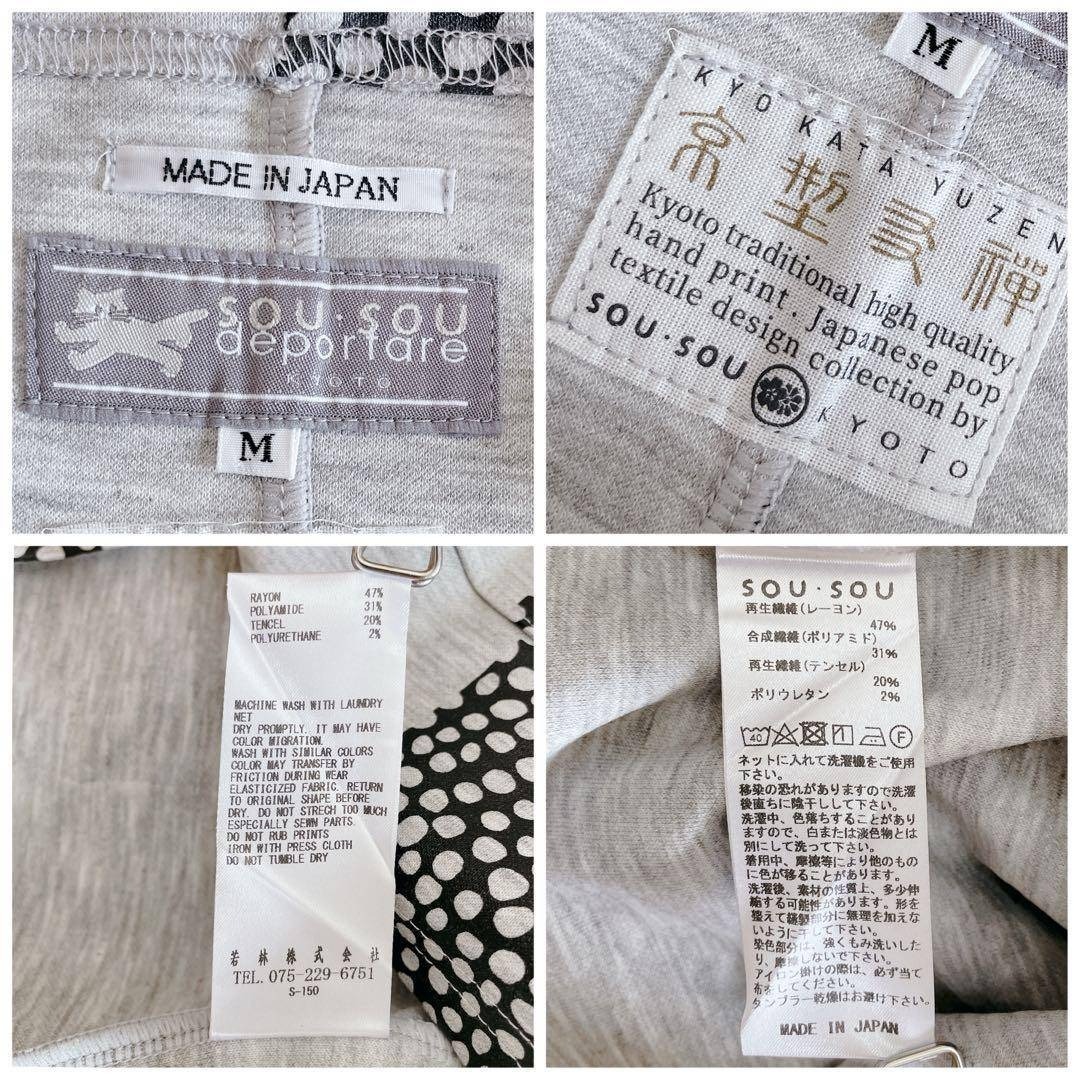 MADE IN JAPAN
SOU・SOU
deportare
KYOTO
M
M
KYO KATA YUZEN
京型友禅
Kyoto traditional high quality
hand print. Japanese pop
textile design collection by
SOU・SOU KYOTO
RAYON 47%
POLYAMIDE 31%
TENCEL 20%
POLYURETHANE 2%
MACHINE WASH WITH LAUNDRY
NET
DRY PROMPTLY. IT MAY HAVE
COLOR MIGRATION.
WASH WITH SIMILAR COLORS
COLOR MAY TRANSFER BY
FRICTION DURING WEAR
ELASTICIZED FABRIC. RETURN
TO ORIGINAL SHAPE BEFORE
DRY. DO NOT STRECH TOO MUCH
ESPECIALLY SEWN PARTS.
DO NOT RUB PRINTS
IRON WITH PRESS CLOTH
DO NOT TUMBLE DRY
若林株式会社
TEL. 075-229-6751
S-150
SOU・SOU
再生繊維(レーヨン)
47%
合成繊維(ポリアミド)
31%
再生繊維(テンセル)
20%
ポリウレタン 2%
40 F
ネットに入れて洗濯機をご使用
下さい。
移染の恐れがありますので洗濯
後直ちに陰干しして下さい。
洗濯中、色落ちすることがあり
ますので、白または淡色物とは
別にして洗って下さい。
着用中、摩擦等により他のもの
に色が移ることがあります。
洗濯後、素材の性質上、多少伸
縮する可能性があります。形を
整えて縫製部分に無理を加えな
いように干して下さい。
染色部分は、強くもみ洗いした
り、摩擦しないで下さい。
アイロン掛けの際は、必ず当て
布をしてください。
タンブラー乾燥はお避け下さい。
MADE IN JAPAN